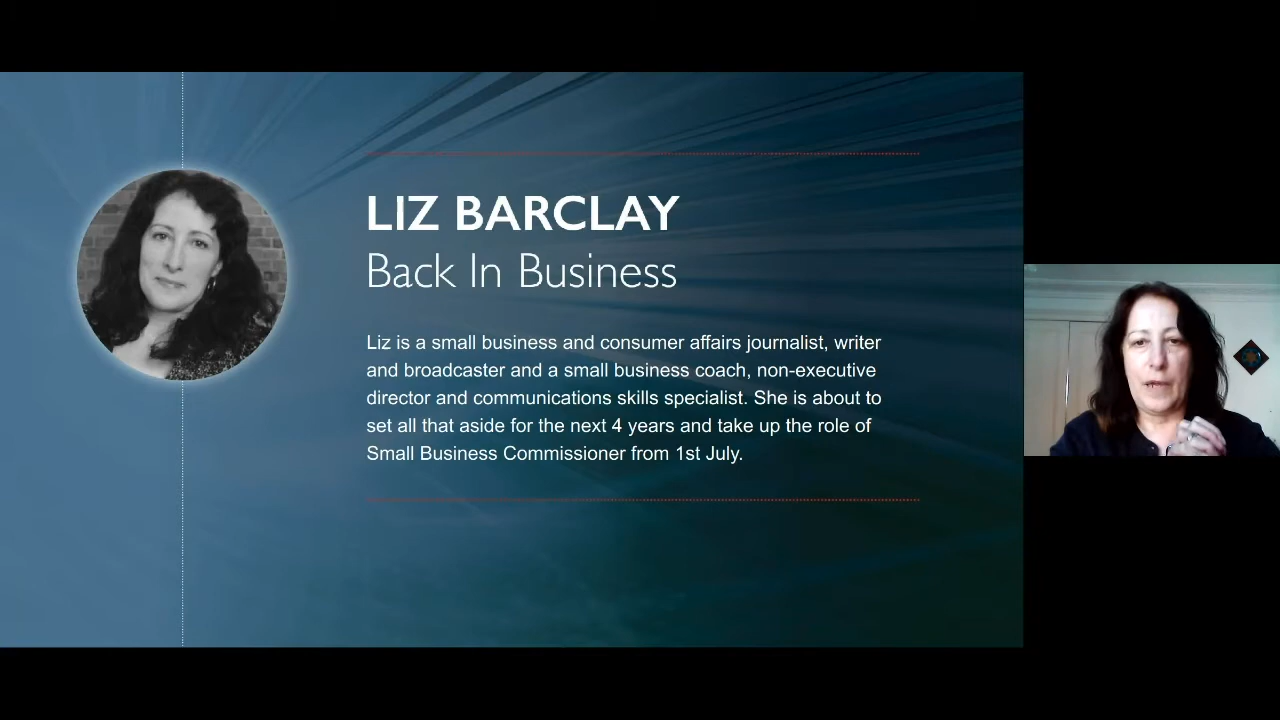 LIZ BARCLAY
Back In Business
Liz is a small business and consumer affairs journalist, writer
and broadcaster and a small business coach, non-executive
director and communications skills specialist. She is about to
set all that aside for the next 4 years and take up the role of
Small Business Commissioner from 1st July.